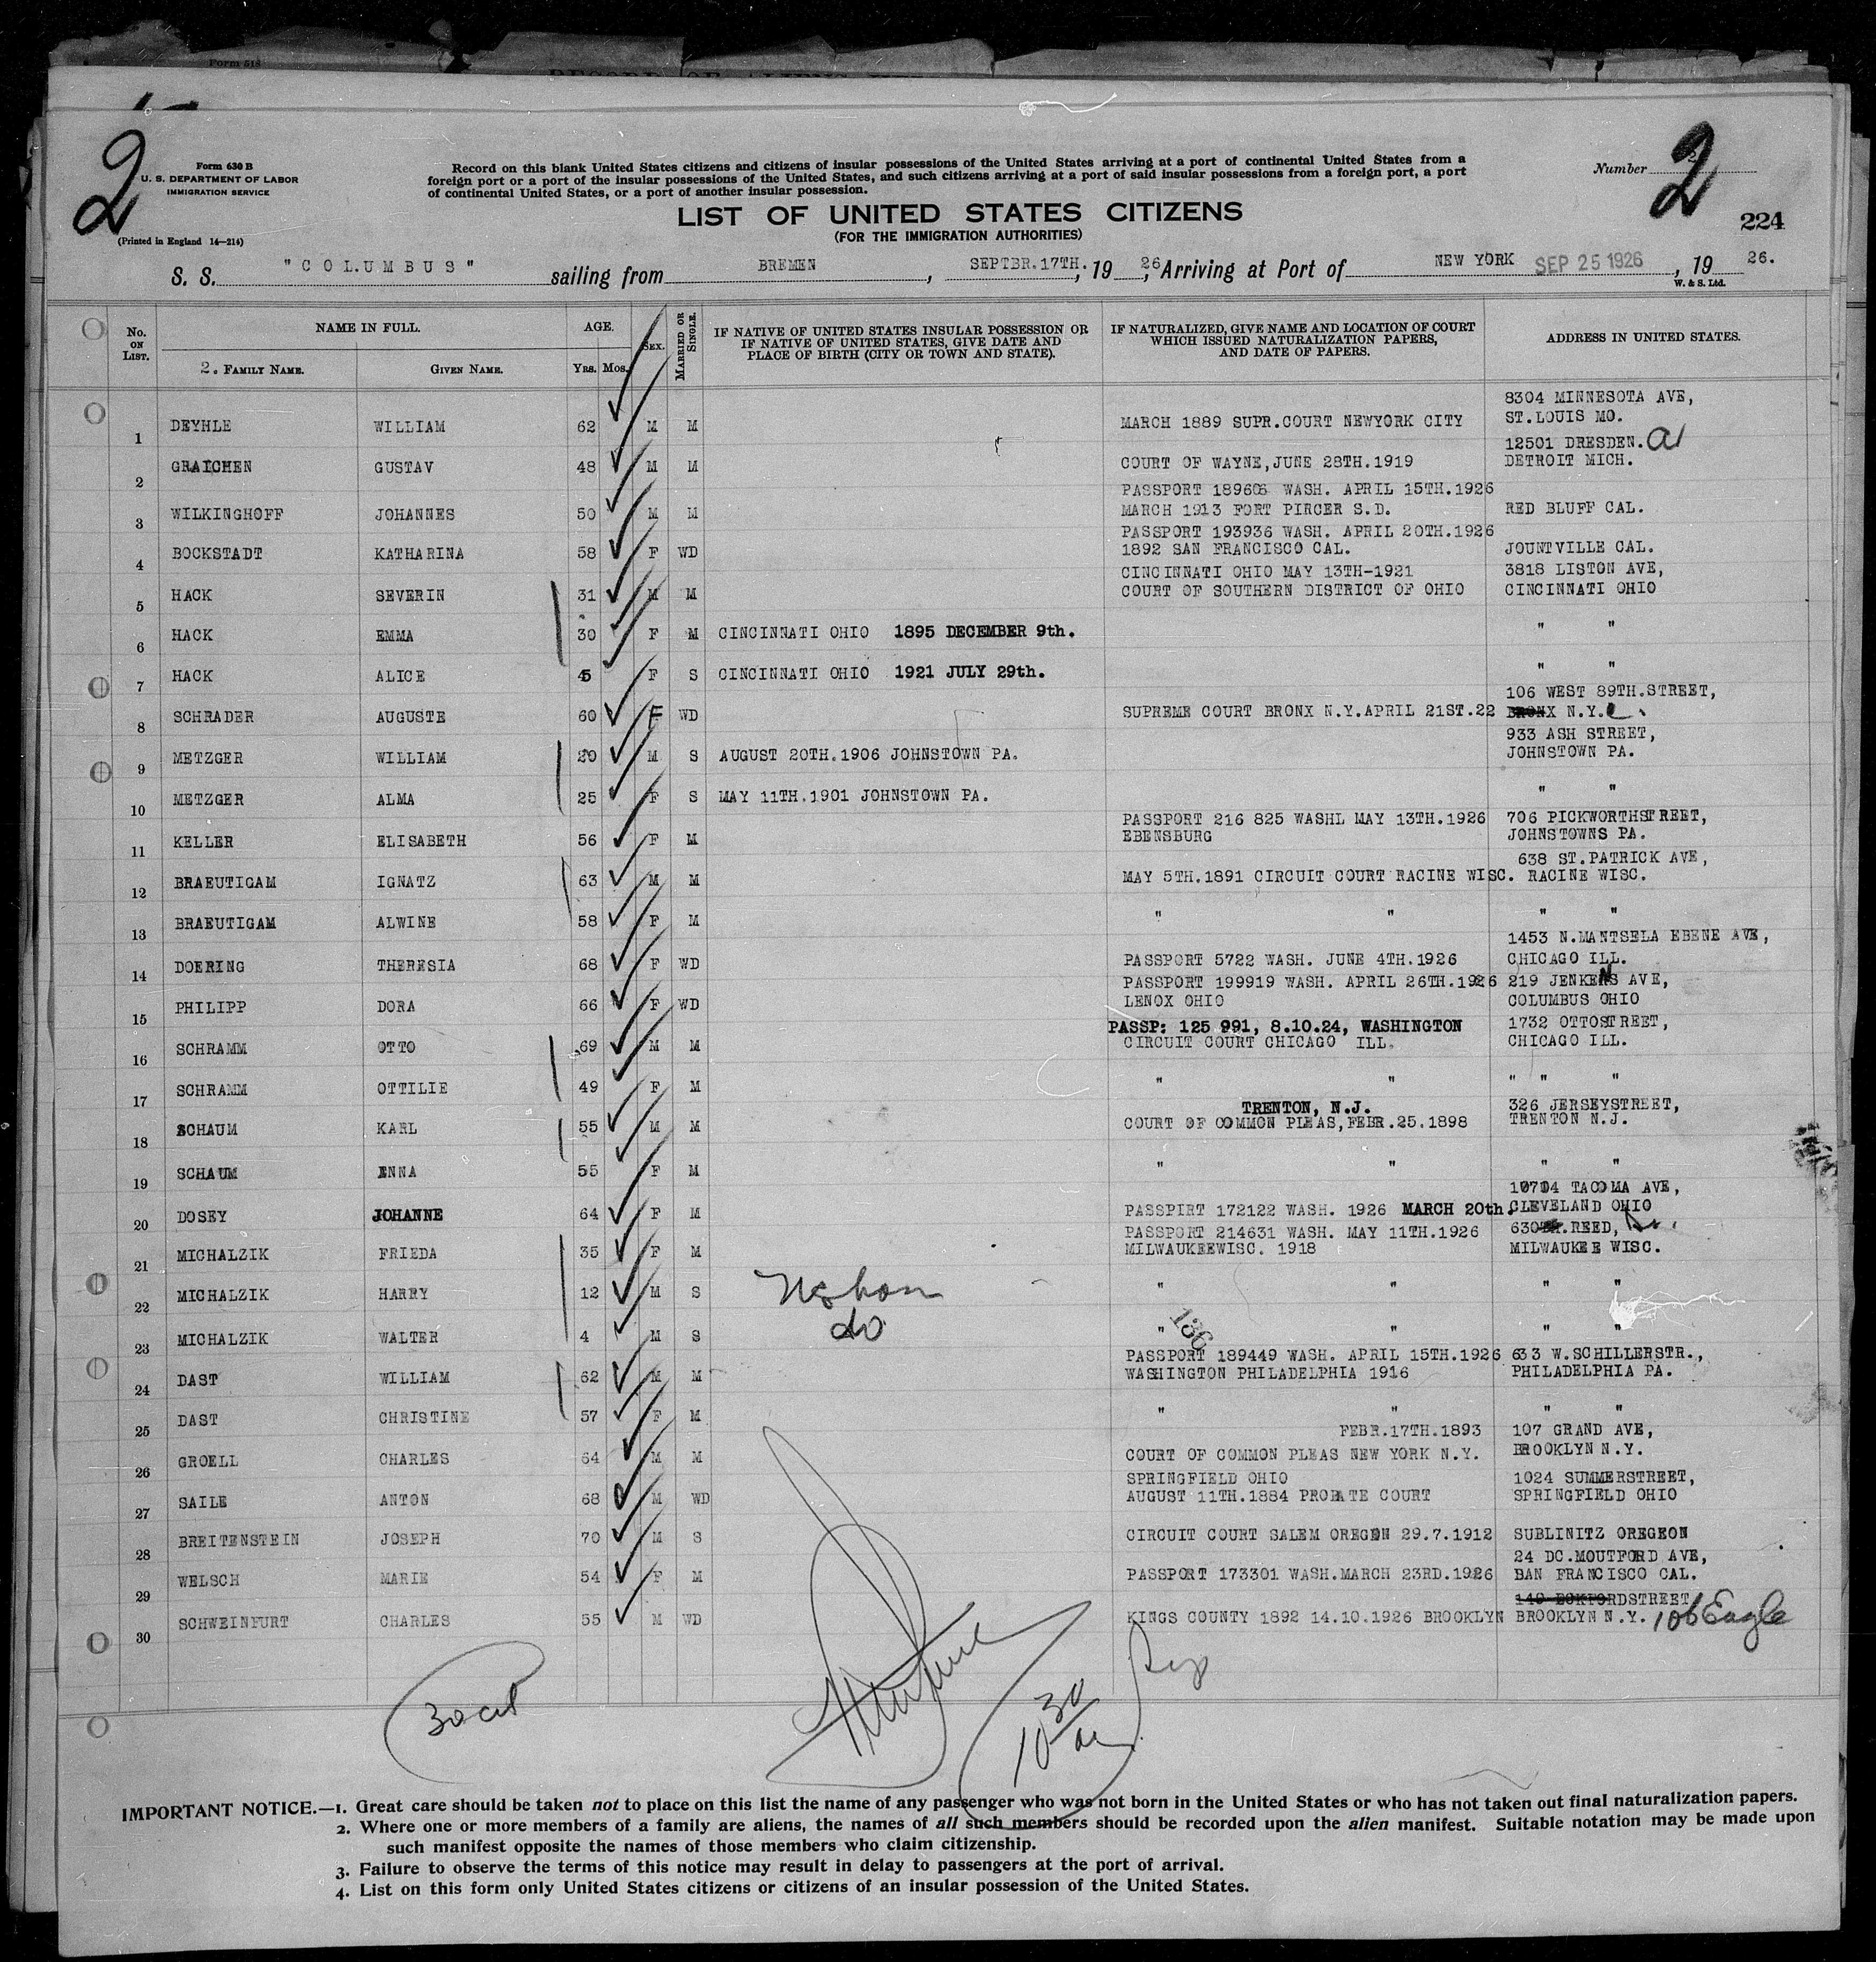 Form 518
2
Form 630 B
U. S. DEPARTMENT OF LABOR
IMMIGRATION SERVICE
(Printed in England 14—214)
Record on this blank United States citizens and citizens of insular possessions of the United States arriving at a port of continental United States from a
foreign port or a port of the insular possessions of the United States, and such citizens arriving at a port of said insular possessions from a foreign port, a port
of continental United States, or a port of another insular possession.
Number 2
2
224
LIST OF UNITED STATES CITIZENS
(FOR THE IMMIGRATION AUTHORITIES)
S. S. "COLUMBUS" sailing from BREMEN, SEPTBR.17TH., 19 26, Arriving at Port of NEW YORK SEP 25 1926, 19 26.
W. & S. Ltd.
No. ON LIST. NAME IN FULL. AGE. SEX. MARRIED OR SINGLE. IF NATIVE OF UNITED STATES INSULAR POSSESSION OR IF NATIVE OF UNITED STATES, GIVE DATE AND PLACE OF BIRTH (CITY OR TOWN AND STATE). IF NATURALIZED, GIVE NAME AND LOCATION OF COURT WHICH ISSUED NATURALIZATION PAPERS, AND DATE OF PAPERS. ADDRESS IN UNITED STATES.
2. FAMILY NAME. GIVEN NAME. YRS. MOS.
8304 MINNESOTA AVE,
1 DEYHLE WILLIAM 62 M M MARCH 1889 SUPR.COURT NEWYORK CITY ST.LOUIS MO.
12501 DRESDEN.
2 GRAICHEN GUSTAV 48 M M COURT OF WAYNE,JUNE 28TH.1919 DETROIT MICH.
PASSPORT 189605 WASH. APRIL 15TH.1926
3 WILKINGHOFF JOHANNES 50 M M MARCH 1913 FORT PIRCER S.D. RED BLUFF CAL.
PASSPORT 193936 WASH. APRIL 20TH.1926
4 BOCKSTADT KATHARINA 58 F WD 1892 SAN FRANCISCO CAL. JOUNTVILLE CAL.
CINCINNATI OHIO MAY 13TH-1921 3818 LISTON AVE,
5 HACK SEVERIN 31 M M COURT OF SOUTHERN DISTRICT OF OHIO CINCINNATI OHIO
6 HACK EMMA 30 F M CINCINNATI OHIO 1895 DECEMBER 9th. " "
7 HACK ALICE 5 F S CINCINNATI OHIO 1921 JULY 29th. " "
106 WEST 89TH.STREET,
8 SCHRADER AUGUSTE 60 F WD SUPREME COURT BRONX N.Y.APRIL 21ST.22 BRONX N.Y.
933 ASH STREET,
9 METZGER WILLIAM 20 M S AUGUST 20TH.1906 JOHNSTOWN PA. JOHNSTOWN PA.
10 METZGER ALMA 25 F S MAY 11TH.1901 JOHNSTOWN PA. " "
PASSPORT 216 825 WASHL MAY 13TH.1926 706 PICKWORTHSTREET,
11 KELLER ELISABETH 56 F M EBENSBURG JOHNSTOWNS PA.
638 ST.PATRICK AVE,
12 BRAEUTIGAM IGNATZ 63 M M MAY 5TH.1891 CIRCUIT COURT RACINE WISC. RACINE WISC.
13 BRAEUTIGAM ALWINE 58 F M " " " "
1453 N.MANTSELA EBENE AVE,
14 DOERING THERESIA 68 F WD PASSPORT 5722 WASH. JUNE 4TH.1926 CHICAGO ILL.
PASSPORT 199919 WASH. APRIL 26TH.1926 219 JENKENS AVE,
15 PHILIPP DORA 66 F WD LENOX OHIO COLUMBUS OHIO
PASSP: 125 991, 8.10.24, WASHINGTON 1732 OTTOSTREET,
16 SCHRAMM OTTO 69 M M CIRCUIT COURT CHICAGO ILL. CHICAGO ILL.
17 SCHRAMM OTTILIE 49 F M " " " " "
TRENTON, N.J. 326 JERSEYSTREET,
18 SCHAUM KARL 55 M M COURT OF COMMON PLEAS,FEBR.25.1898 TRENTON N.J.
19 SCHAUM ENNA 55 F M " " " "
10704 TACOMA AVE,
20 DOSEY JOHANNE 64 F M PASSPIRT 172122 WASH. 1926 MARCH 20th. CLEVELAND OHIO
PASSPORT 214631 WASH. MAY 11TH.1926 630 .REED,
21 MICHALZIK FRIEDA 35 F M MILWAUKEEWISC. 1918 MILWAUKEE WISC.
22 MICHALZIK HARRY 12 M S " " " "
23 MICHALZIK WALTER 4 M S do " " " "
136
PASSPORT 189449 WASH. APRIL 15TH.1926 633 W.SCHILLERSTR.,
24 DAST WILLIAM 62 M M WASHINGTON PHILADELPHIA 1916 PHILADELPHIA PA.
25 DAST CHRISTINE 57 F M " " " "
FEBR.17TH.1893 107 GRAND AVE,
26 GROELL CHARLES 64 M M COURT OF COMMON PLEAS NEW YORK N.Y. BROOKLYN N.Y.
SPRINGFIELD OHIO 1024 SUMMERSTREET,
27 SAILE ANTON 68 M WD AUGUST 11TH.1884 PROBATE COURT SPRINGFIELD OHIO
28 BREITENSTEIN JOSEPH 70 M S CIRCUIT COURT SALEM OREGON 29.7.1912 SUBLINITZ OREGEON
24 DC.MOUTFORD AVE,
29 WELSCH MARIE 54 F M PASSPORT 173301 WASH.MARCH 23RD.1926 BAN FRANCISCO CAL.
30 SCHWEINFURT CHARLES 55 M WD KINGS COUNTY 1892 14.10.1926 BROOKLYN BROOKLYN N.Y. 106 Eagle
30 cit
10 30
IMPORTANT NOTICE.—1. Great care should be taken not to place on this list the name of any passenger who was not born in the United States or who has not taken out final naturalization papers.
2. Where one or more members of a family are aliens, the names of all such members should be recorded upon the alien manifest. Suitable notation may be made upon
such manifest opposite the names of those members who claim citizenship.
3. Failure to observe the terms of this notice may result in delay to passengers at the port of arrival.
4. List on this form only United States citizens or citizens of an insular possession of the United States.